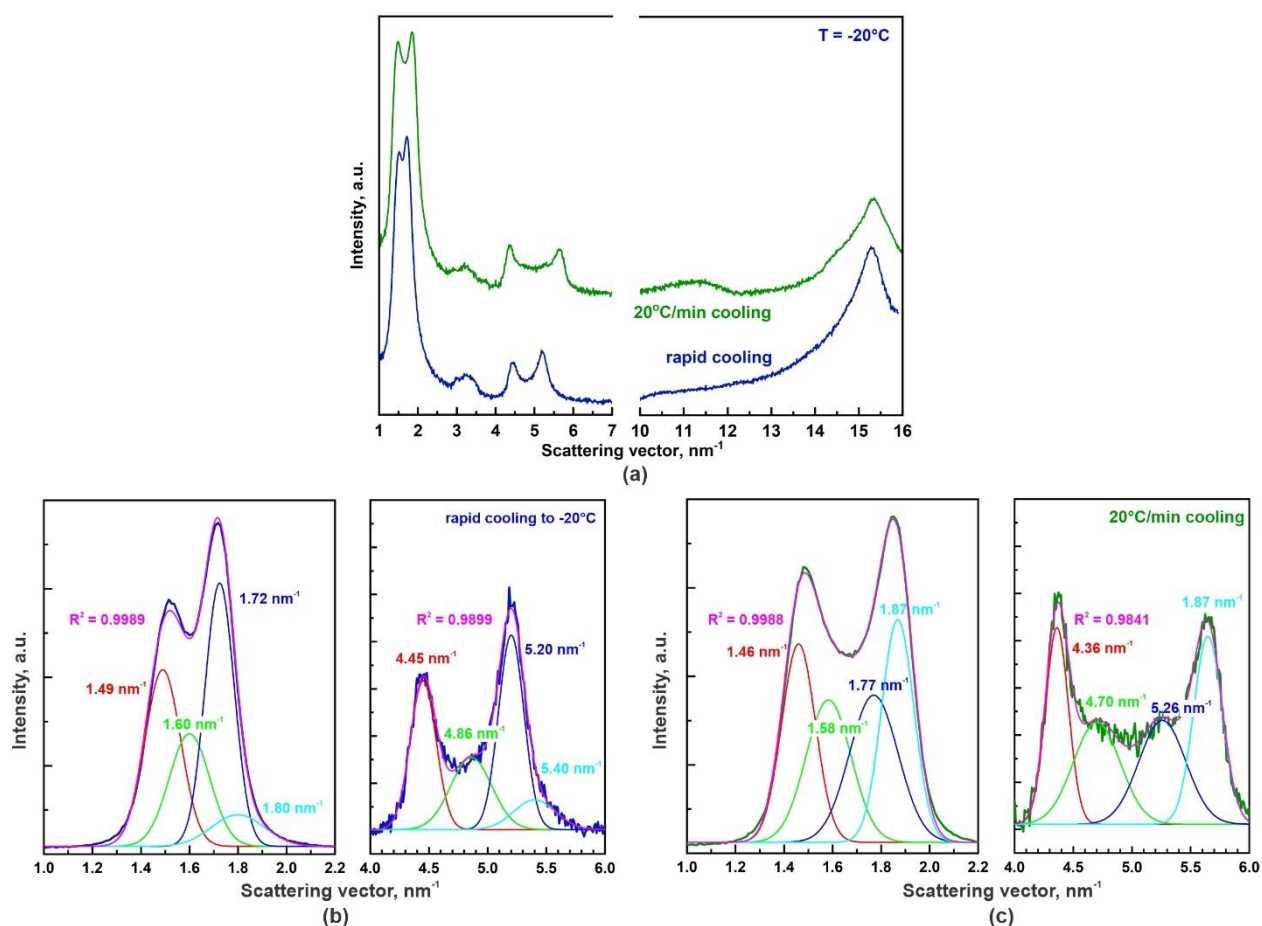 T = -20°C
Intensity, a.u.
20°C/min cooling
rapid cooling
1 2 3 4 5 6 7 10 11 12 13 14 15 16
Scattering vector, nm-1
(a)
rapid cooling to -20°C
20°C/min cooling
Intensity, a.u.
R2 = 0.9989
1.72 nm-1
1.49 nm-1
1.60 nm-1
1.80 nm-1
R2 = 0.9899
5.20 nm-1
4.45 nm-1
4.86 nm-1
5.40 nm-1
1.0 1.2 1.4 1.6 1.8 2.0 2.2 4.0 4.5 5.0 5.5 6.0
Scattering vector, nm-1
(b)
Intensity, a.u.
R2 = 0.9988
1.87 nm-1
1.46 nm-1
1.77 nm-1
1.58 nm-1
R2 = 0.9841
1.87 nm-1
4.36 nm-1
4.70 nm-1
5.26 nm-1
1.0 1.2 1.4 1.6 1.8 2.0 2.2 4.0 4.5 5.0 5.5 6.0
Scattering vector, nm-1
(c)